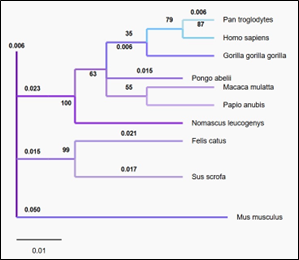 0.006
Pan troglodytes
79
87
35
Homo sapiens
0.006
Gorilla gorilla gorilla
0.006
63
0.015
Pongo abelii
0.023
55
Macaca mulatta
100
Papio anubis
Nomascus leucogenys
0.021
Felis catus
0.015
99
0.017
Sus scrofa
0.050
Mus musculus
0.01